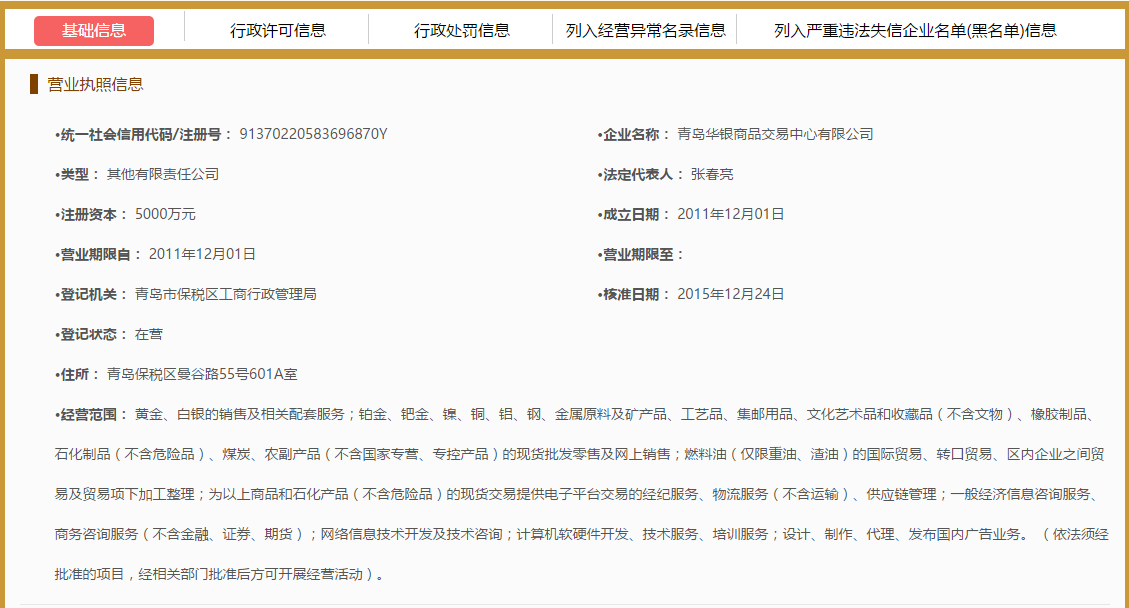 基础信息 行政许可信息 行政处罚信息 列入经营异常名录信息 列入严重违法失信企业名单(黑名单)信息
营业执照信息
•统一社会信用代码/注册号： 91370220583696870Y •企业名称： 青岛华银商品交易中心有限公司
•类型： 其他有限责任公司 •法定代表人： 张春亮
•注册资本： 5000万元 •成立日期： 2011年12月01日
•营业期限自： 2011年12月01日 •营业期限至：
•登记机关： 青岛市保税区工商行政管理局 •核准日期： 2015年12月24日
•登记状态： 在营
•住所： 青岛保税区曼谷路55号601A室
•经营范围： 黄金、白银的销售及相关配套服务；铂金、钯金、镍、铜、铝、钢、金属原料及矿产品、工艺品、集邮用品、文化艺术品和收藏品（不含文物）、橡胶制品、
石化制品（不含危险品）、煤炭、农副产品（不含国家专营、专控产品）的现货批发零售及网上销售；燃料油（仅限重油、渣油）的国际贸易、转口贸易、区内企业之间贸
易及贸易项下加工整理；为以上商品和石化产品（不含危险品）的现货交易提供电子平台交易的经纪服务、物流服务（不含运输）、供应链管理；一般经济信息咨询服务、
商务咨询服务（不含金融、证券、期货）；网络信息技术开发及技术咨询；计算机软硬件开发、技术服务、培训服务；设计、制作、代理、发布国内广告业务。 （依法须经
批准的项目，经相关部门批准后方可开展经营活动）。